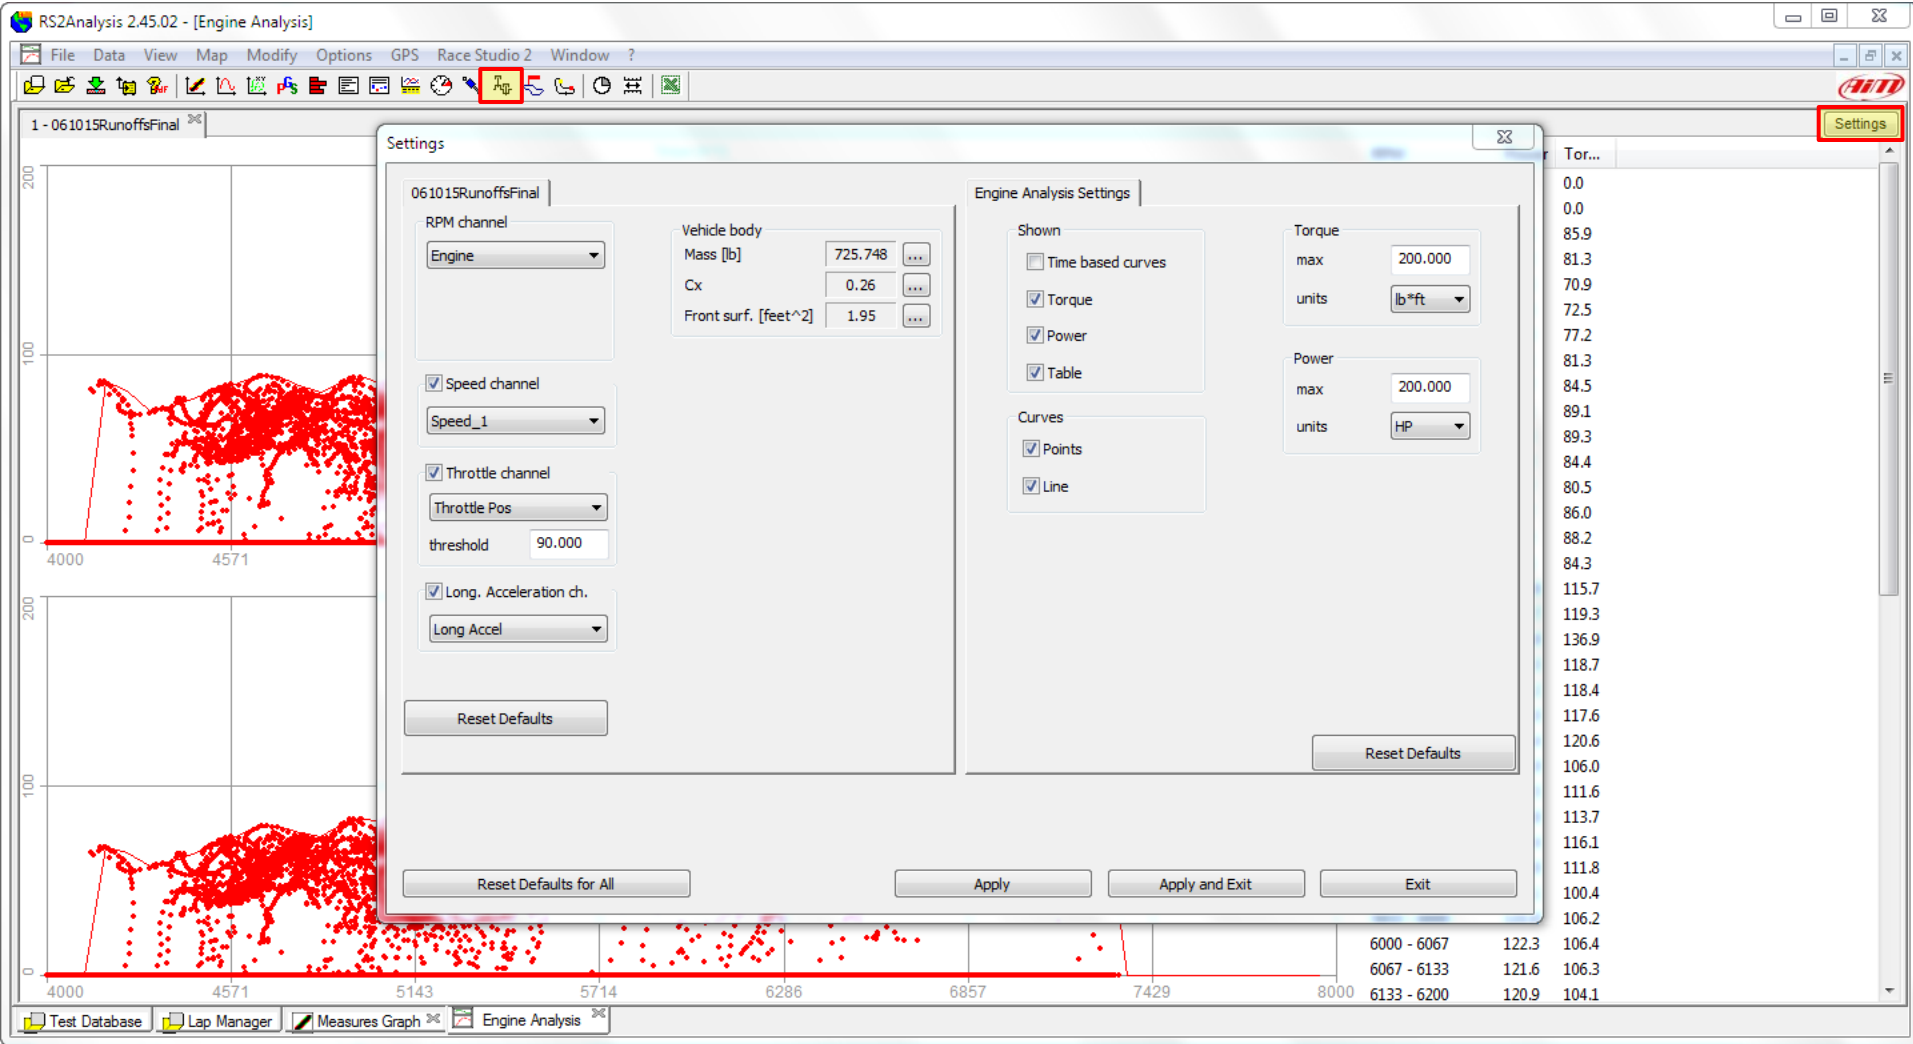 RS2Analysis 2.45.02 - [Engine Analysis]
File Data View Map Modify Options GPS Race Studio 2 Window ?
AiM
1 - 061015RunoffsFinal
Settings
Settings
Tor...
061015RunoffsFinal
RPM channel
Engine
Speed channel
Speed_1
Throttle channel
Throttle Pos
threshold 90.000
Long. Acceleration ch.
Long Accel
Reset Defaults
Vehicle body
Mass [lb] 725.748 ...
Cx 0.26 ...
Front surf. [feet^2] 1.95 ...
Engine Analysis Settings
Shown
Time based curves
Torque
Power
Table
Curves
Points
Line
Torque
max 200.000
units lb*ft
Power
max 200.000
units HP
Reset Defaults
Reset Defaults for All
Apply
Apply and Exit
Exit
200
100
0
4000 4571
200
100
0
4000 4571 5143 5714 6286 6857 7429 8000
0.0
0.0
85.9
81.3
70.9
72.5
77.2
81.3
84.5
89.1
89.3
84.4
80.5
86.0
88.2
84.3
115.7
119.3
136.9
118.7
118.4
117.6
120.6
106.0
111.6
113.7
116.1
111.8
100.4
106.2
6000 - 6067 122.3 106.4
6067 - 6133 121.6 106.3
6133 - 6200 120.9 104.1
Test Database
Lap Manager
Measures Graph
Engine Analysis